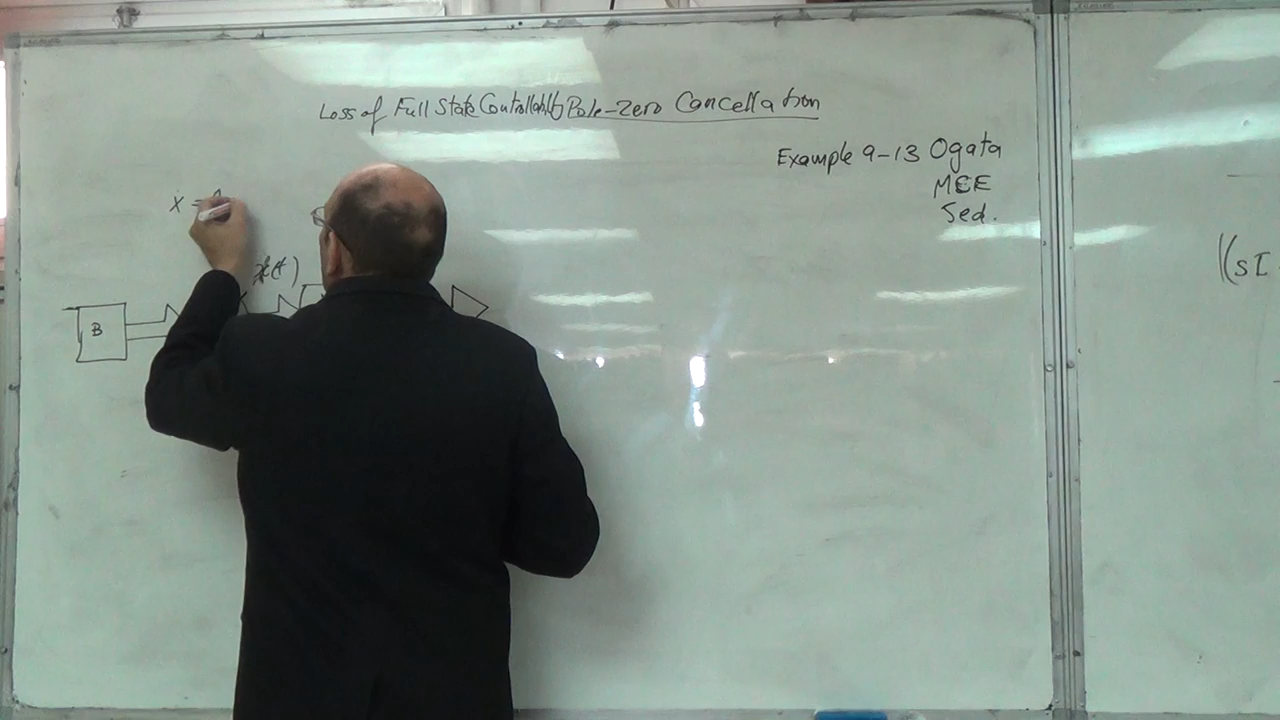 Loss of Full State Controllability Pole-Zero Cancellation
Example 9-13 Ogata
MCE
5ed.
ẋ =
x(t)
B
(sI